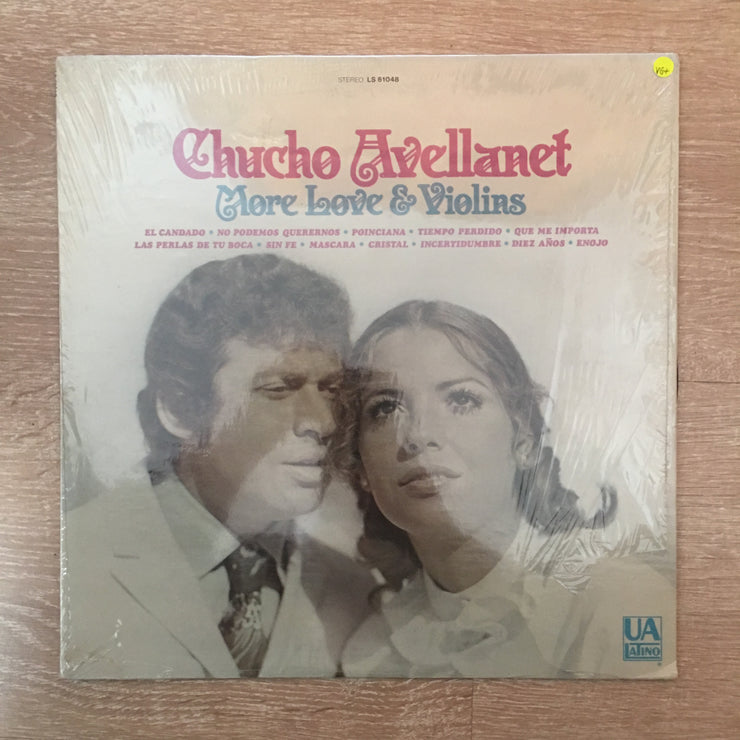 STEREO LS 61048
VG+
Chucho Avellanet
More Love & Violins
EL CANDADO • NO PODEMOS QUERERNOS • POINCIANA • TIEMPO PERDIDO • QUE ME IMPORTA
LAS PERLAS DE TU BOCA • SIN FE • MASCARA • CRISTAL • INCERTIDUMBRE • DIEZ AÑOS • ENOJO
UA
LATINO
®